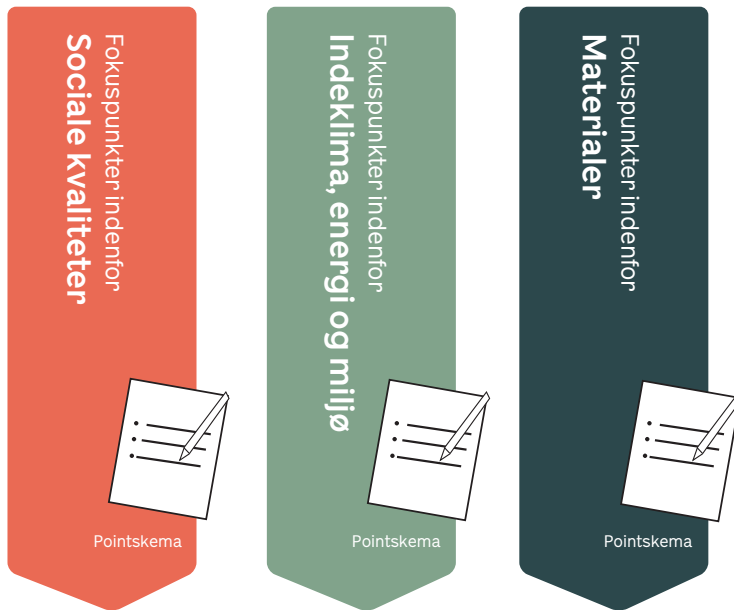 Fokuspunkter indenfor
Sociale kvaliteter
Pointskema
Fokuspunkter indenfor
Indeklima, energi og miljø
Pointskema
Fokuspunkter indenfor
Materialer
Pointskema